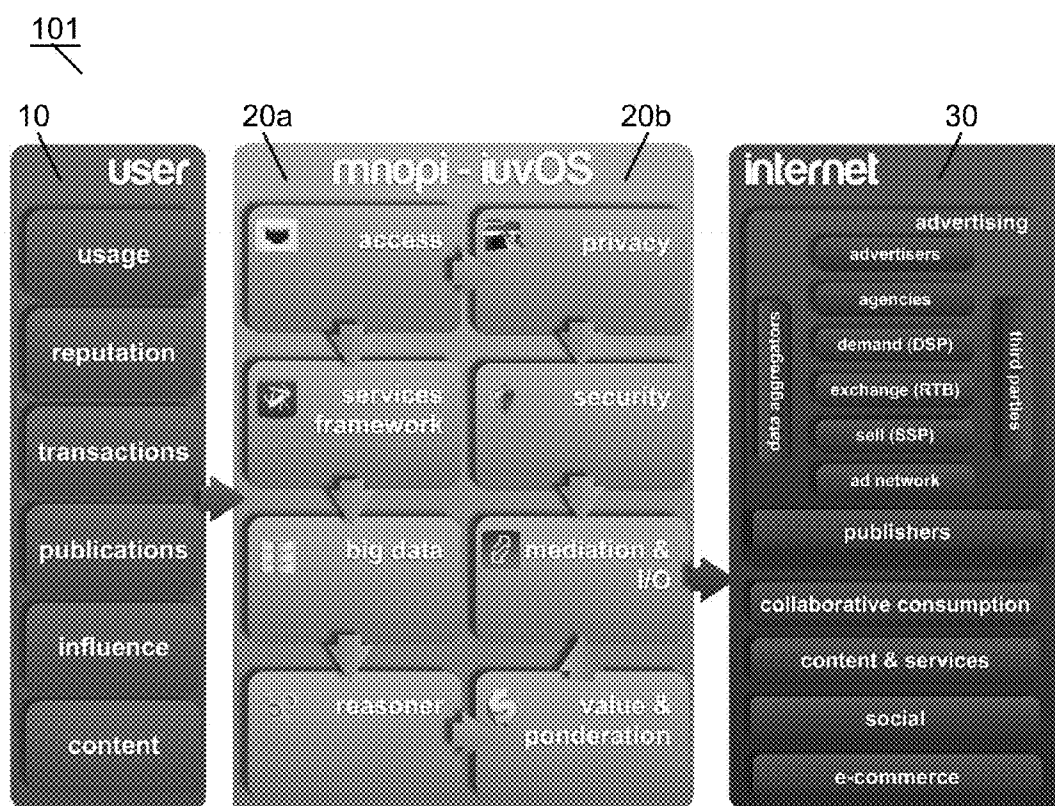 101
10
20a
20b
30
user
usage
reputation
transactions
publications
influence
content
mnopi - iuvOS
access
privacy
services
framework
security
big data
mediation &
I/O
reasoner
value &
ponderation
internet
advertising
advertisers
agencies
demand (DSP)
exchange (RTB)
sell (SSP)
ad network
data aggregators
third parties
publishers
collaborative consumption
content & services
social
e-commerce